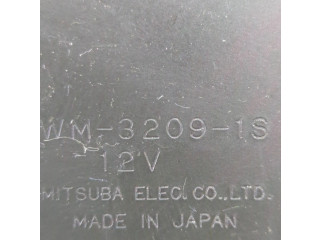 WM-3209-1S
12V
MITSUBA ELEC. CO.,LTD.
MADE IN JAPAN